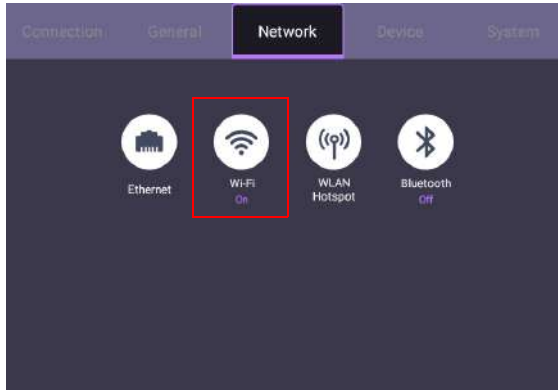 Connection General Network Device System
Ethernet
Wi-Fi
On
WLAN
Hotspot
Bluetooth
Off